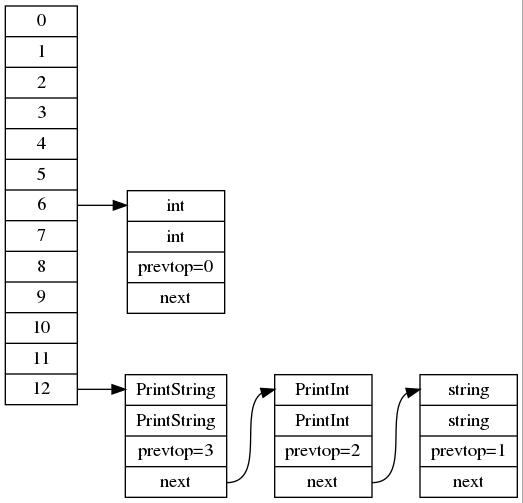 0
1
2
3
4
5
6
7
8
9
10
11
12
int
int
prevtop=0
next
PrintString
PrintString
prevtop=3
next
PrintInt
PrintInt
prevtop=2
next
string
string
prevtop=1
next